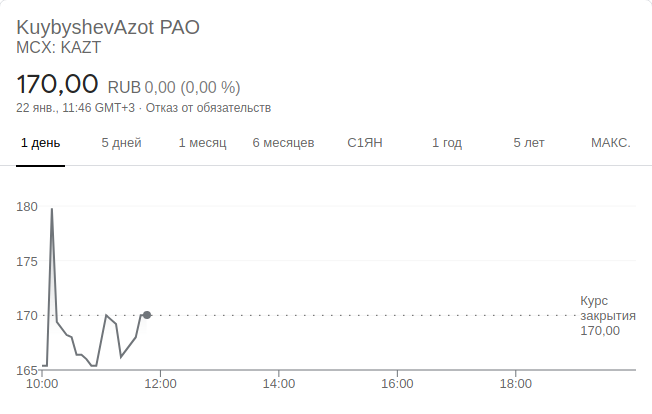 KuybyshevAzot PAO
MCX: KAZT
170,00 RUB 0,00 (0,00 %)
22 янв., 11:46 GMT+3 · Отказ от обязательств
1 день 5 дней 1 месяц 6 месяцев С1ЯН 1 год 5 лет МАКС.
180
175
170
165
Курс
закрытия
170,00
10:00 12:00 14:00 16:00 18:00